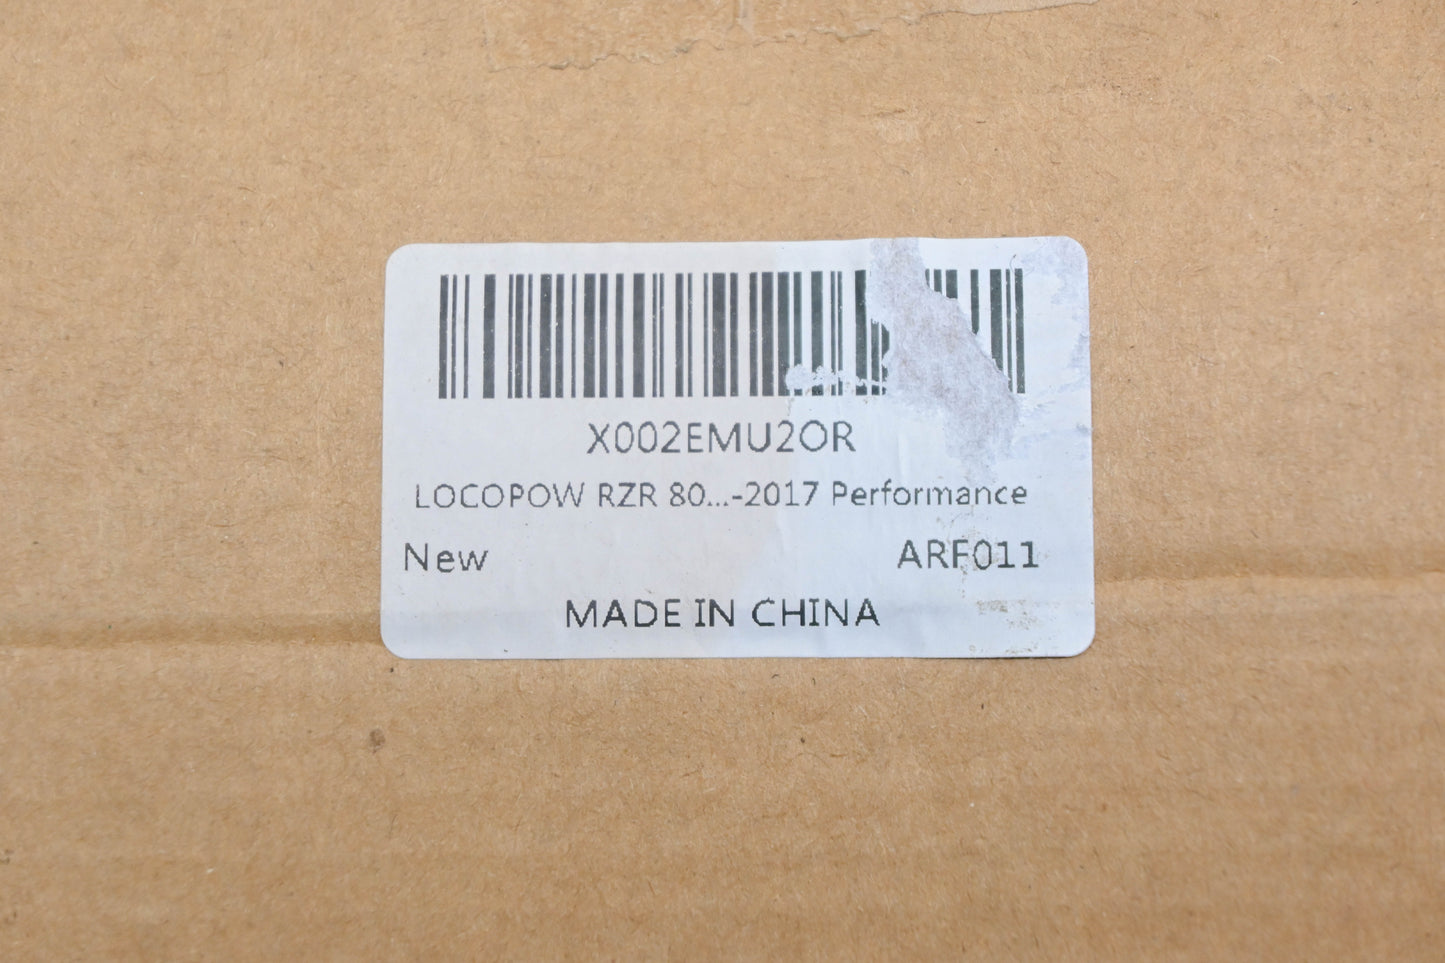 X002EMU2OR
LOCOPOW RZR 80...-2017 Performance
New ARF011
MADE IN CHINA